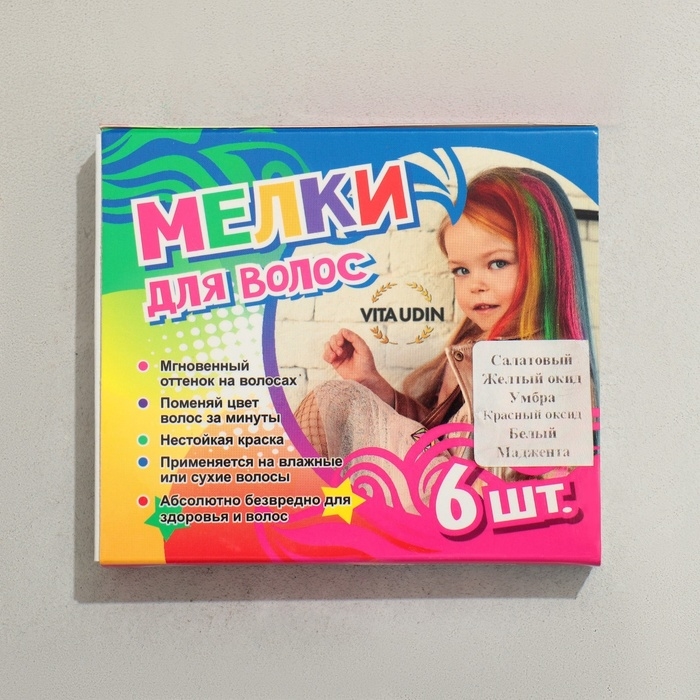 МЕЛКИ
ДЛЯ ВОЛОС
VITA UDIN
Мгновенный
оттенок на волосах
Поменяй цвет
волос за минуты
Нестойкая краска
Применяется на влажные
или сухие волосы
Абсолютно безвредно для
здоровья и волос
Салатовый
Желтый окид
Умбра
Красный оксид
Белый
Маджента
6 шт.